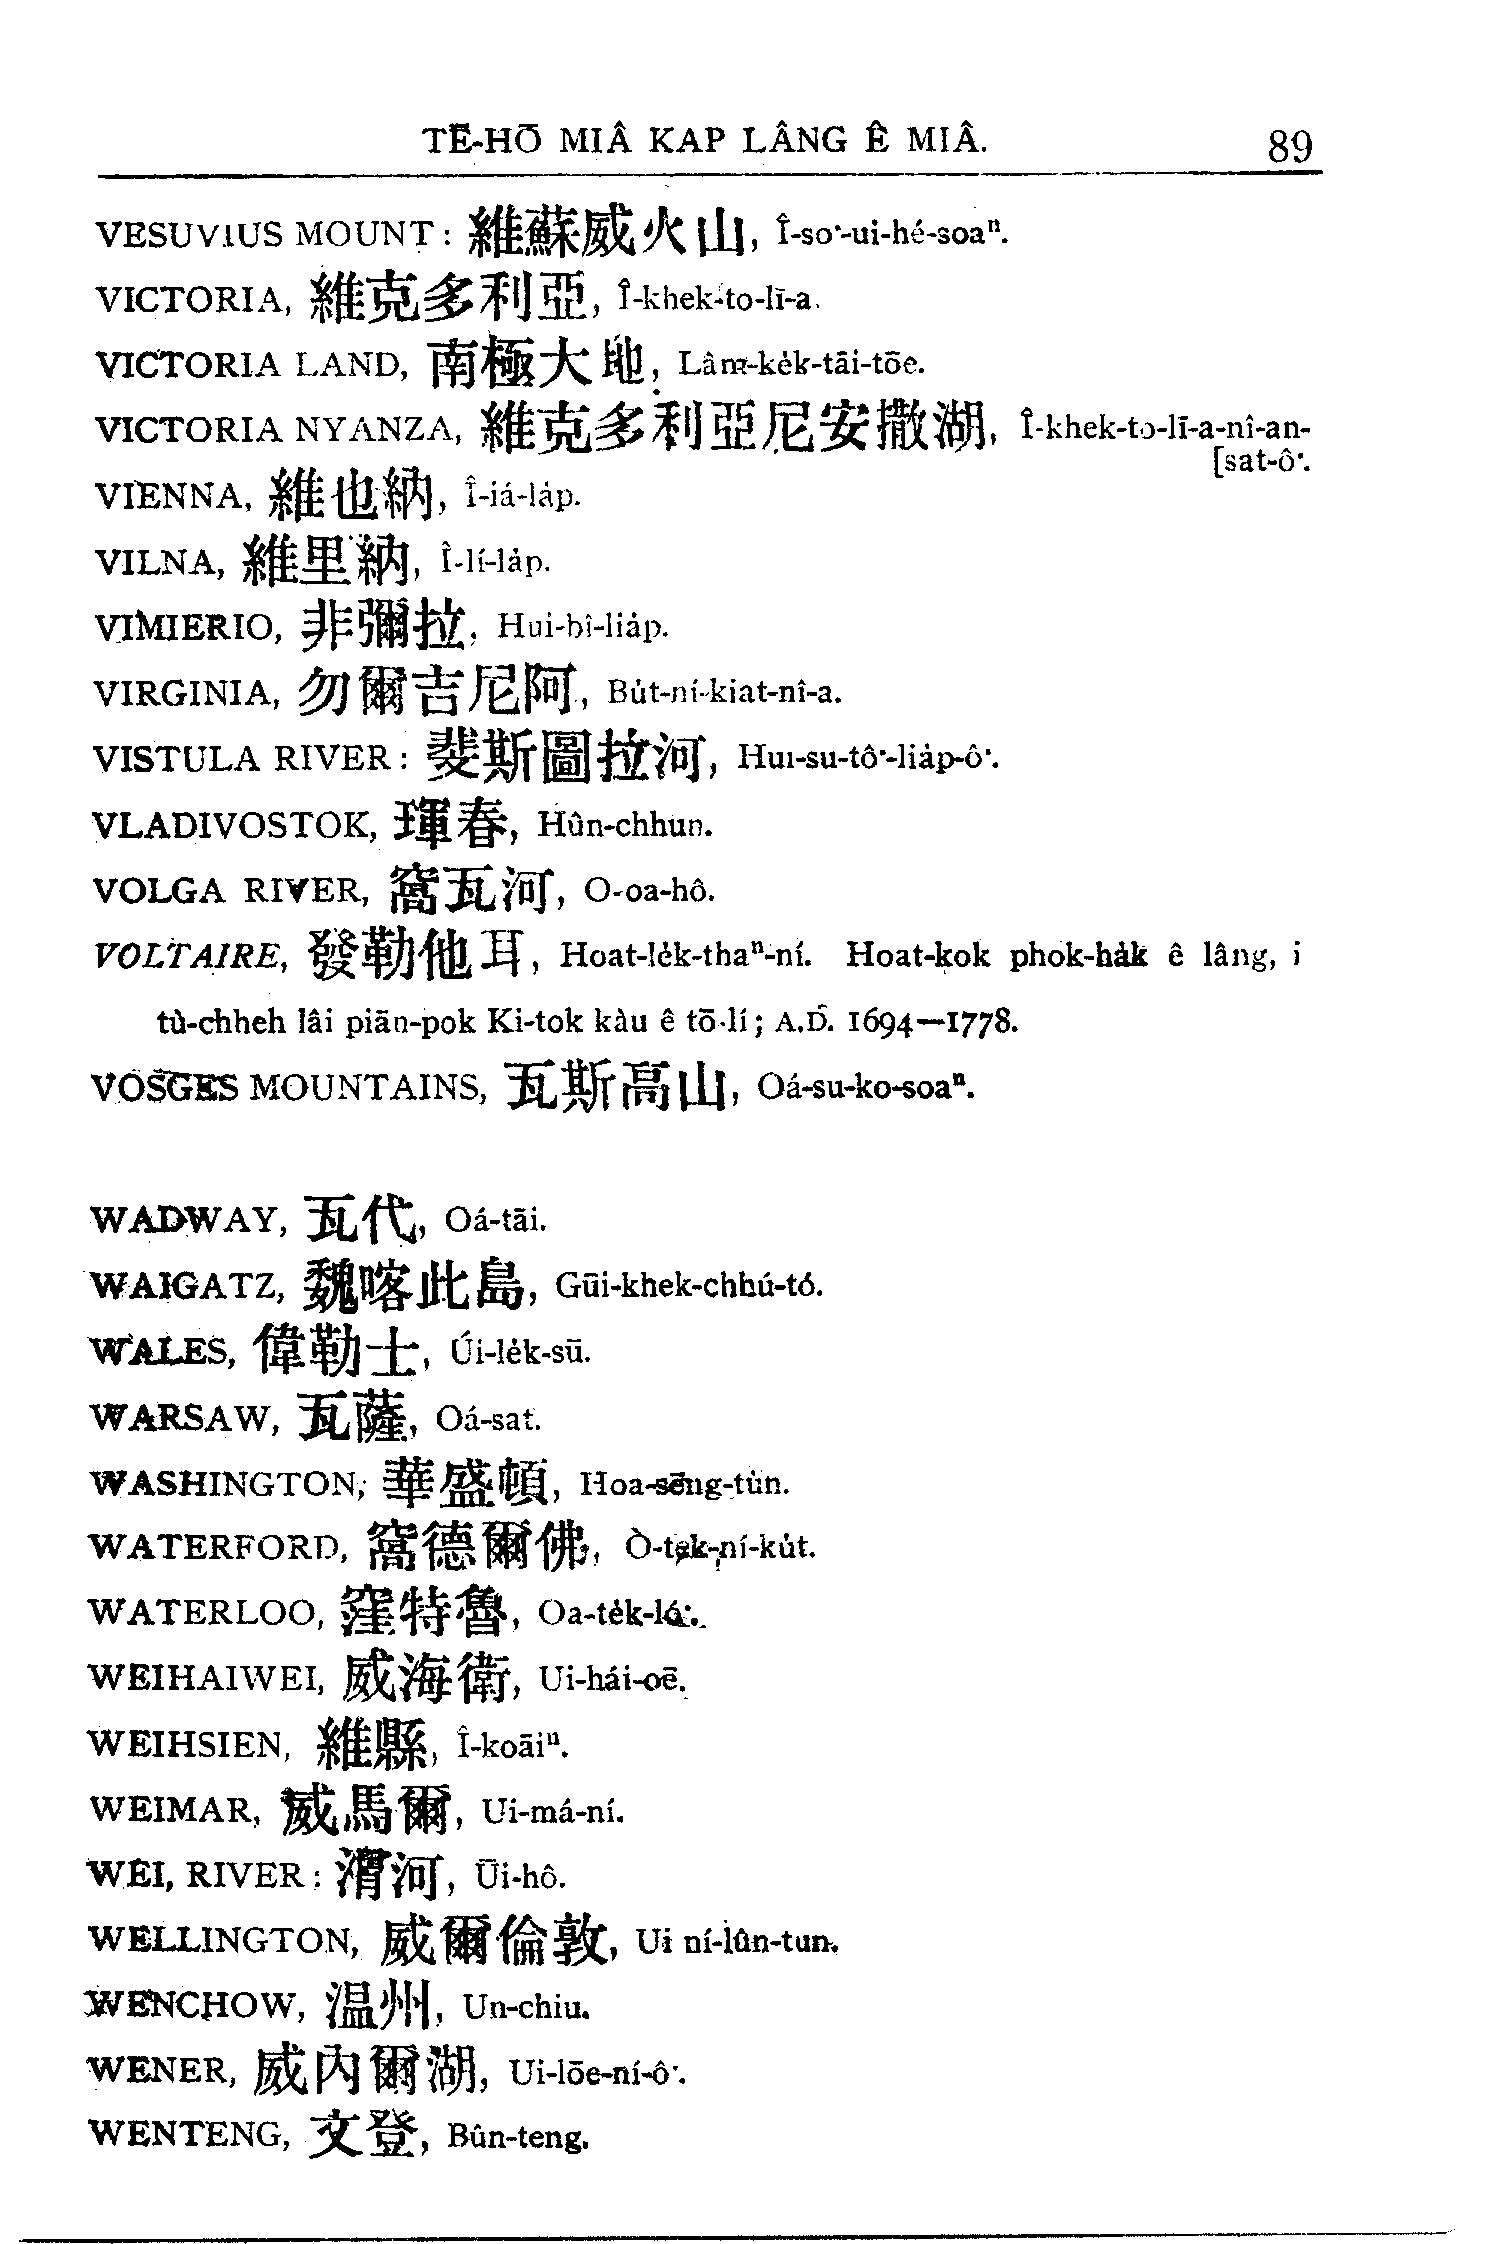 TĒ-HŌ MIÂ KAP LÂNG Ê MIÂ. 89
VESUVIUS MOUNT: 維蘇威火山, Î-so͘-ui-hé-soaⁿ.
VICTORIA, 維克多利亞, Î-khek-to-lī-a.
VICTORIA LAND, 南極大地, Lâm-ke̍k-tāi-tōe.
VICTORIA NYANZA, 維克多利亞尼安撒湖, Î-khek-to-lī-a-nî-an-
[sat-ô͘.
VIENNA, 維也納, Î-iá-la̍p.
VILNA, 維里納, Î-lí-la̍p.
VIMIERIO, 非彌拉, Hui-bî-lia̍p.
VIRGINIA, 勿爾吉尼阿, Bu̍t-ní-kiat-nî-a.
VISTULA RIVER: 斐斯圖拉河, Hui-su-tô͘-lia̍p-ô͘.
VLADIVOSTOK, 琿春, Hûn-chhun.
VOLGA RIVER, 窩瓦河, O-oa-hô.
VOLTAIRE, 發勒他耳, Hoat-le̍k-thaⁿ-ní. Hoat-kok phok-ha̍k ê lâng, i
tù-chheh lâi piān-pok Ki-tok kàu ê tō-lí; A.D. 1694—1778.
VOSGES MOUNTAINS, 瓦斯高山, Oá-su-ko-soaⁿ.
WADWAY, 瓦代, Oá-tāi.
WAIGATZ, 魏喀此島, Gūi-khek-chhú-tó.
WALES, 偉勒士, Úi-le̍k-sū.
WARSAW, 瓦薩, Oá-sat.
WASHINGTON, 華盛頓, Hoa-sēng-tùn.
WATERFORD, 窩德爾佛, Ò-tek-ní-ku̍t.
WATERLOO, 窪特魯, Oa-te̍k-ló͘.
WEIHAIWEI, 威海衛, Ui-hái-oē.
WEIHSIEN, 維縣, Î-koāiⁿ.
WEIMAR, 威馬爾, Ui-má-ní.
WEI, RIVER: 渭河, Ūi-hô.
WELLINGTON, 威爾倫敦, Ui ní-lûn-tun.
WENCHOW, 温州, Un-chiu.
WENER, 威內爾湖, Ui-lōe-ní-ô͘.
WENTENG, 文登, Bûn-teng.